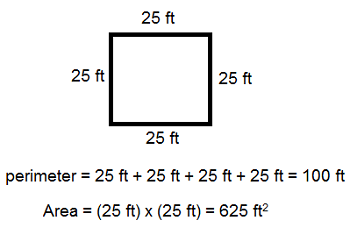 25 ft
25 ft
25 ft
25 ft
perimeter = 25 ft + 25 ft + 25 ft + 25 ft = 100 ft
Area = (25 ft) x (25 ft) = 625 ft²